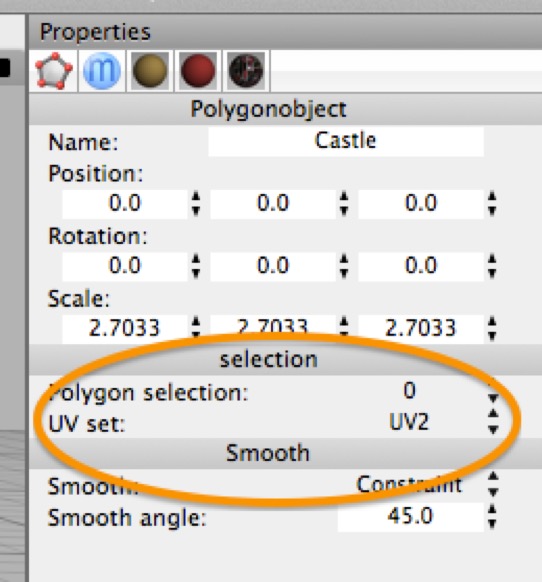 Properties
m
Polygonobject
Name: Castle
Position:
0.0 0.0 0.0
Rotation:
0.0 0.0 0.0
Scale:
2.7033 2.7033 2.7033
selection
Polygon selection: 0
UV set: UV2
Smooth
Smooth: Constraint
Smooth angle: 45.0